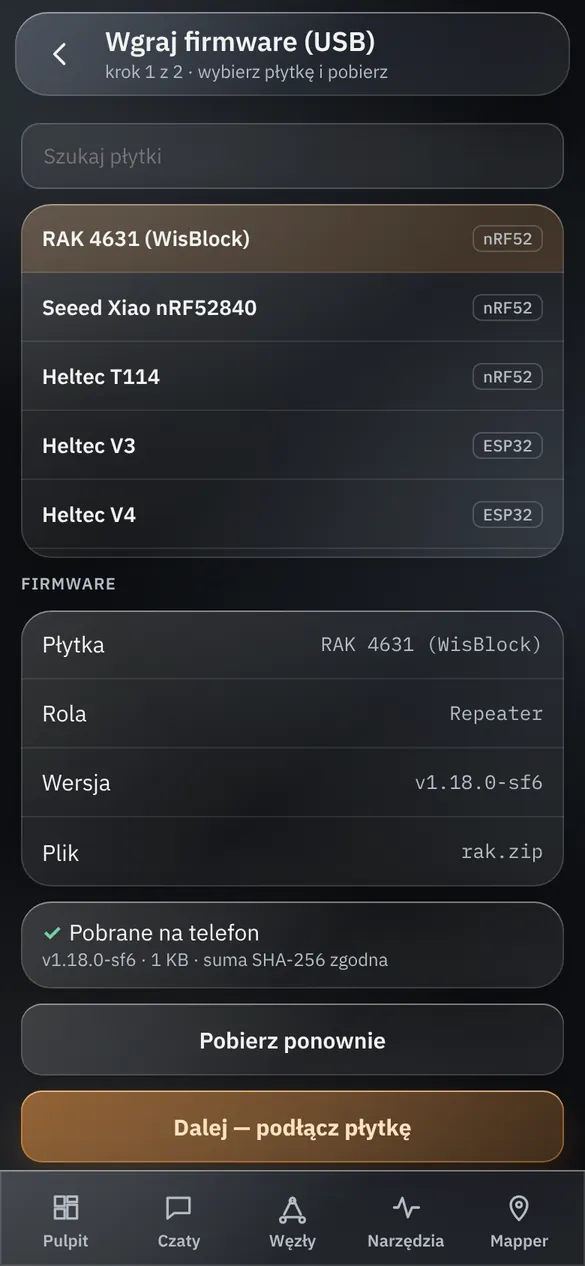 Wgraj firmware (USB)
krok 1 z 2 · wybierz płytkę i pobierz
Szukaj płytki
RAK 4631 (WisBlock) nRF52
Seeed Xiao nRF52840 nRF52
Heltec T114 nRF52
Heltec V3 ESP32
Heltec V4 ESP32
FIRMWARE
Płytka RAK 4631 (WisBlock)
Rola Repeater
Wersja v1.18.0-sf6
Plik rak.zip
Pobrane na telefon
v1.18.0-sf6 · 1 KB · suma SHA-256 zgodna
Pobierz ponownie
Dalej — podłącz płytkę
Pulpit Czaty Węzły Narzędzia Mapper